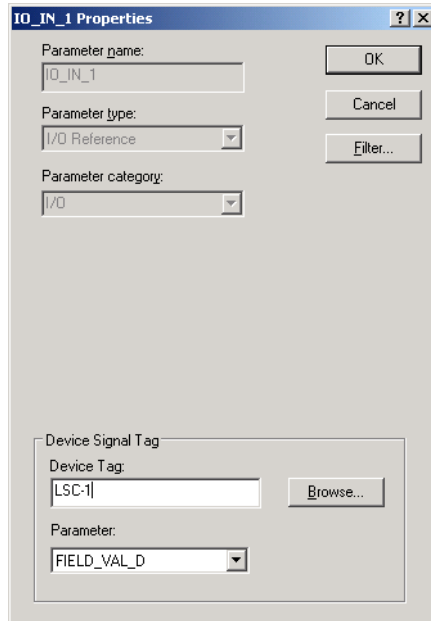 IO_IN_1 Properties
Parameter name:
IO_IN_1
OK
Parameter type:
I/O Reference
Cancel
Filter...
Parameter category:
I/O
Device Signal Tag
Device Tag:
LSC-1
Browse...
Parameter:
FIELD_VAL_D